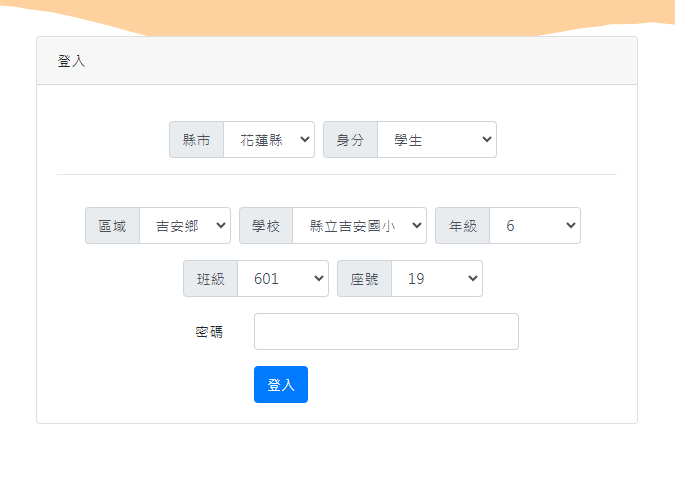 登入
縣市 花蓮縣 身分 學生
區域 吉安鄉 學校 縣立吉安國小 年級 6
班級 601 座號 19
密碼
登入